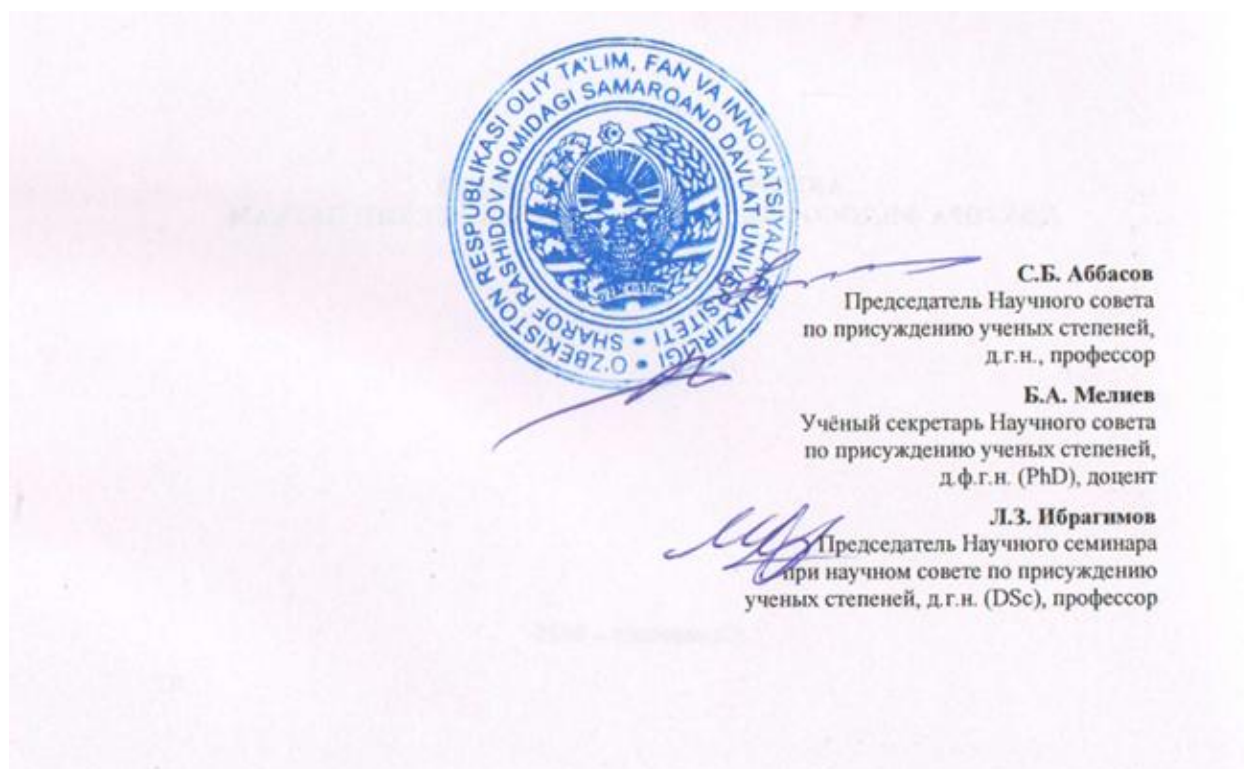 O'ZBEKISTON RESPUBLIKASI OLIY TA'LIM, FAN VA INNOVATSIYALAR VAZIRLIGI
SHAROF RASHIDOV NOMIDAGI SAMARQAND DAVLAT UNIVERSITETI
С.Б. Аббасов
Председатель Научного совета
по присуждению ученых степеней,
д.г.н., профессор
Б.А. Мелиев
Учёный секретарь Научного совета
по присуждению ученых степеней,
д.ф.г.н. (PhD), доцент
Л.З. Ибрагимов
Председатель Научного семинара
при научном совете по присуждению
ученых степеней, д.г.н. (DSc), профессор